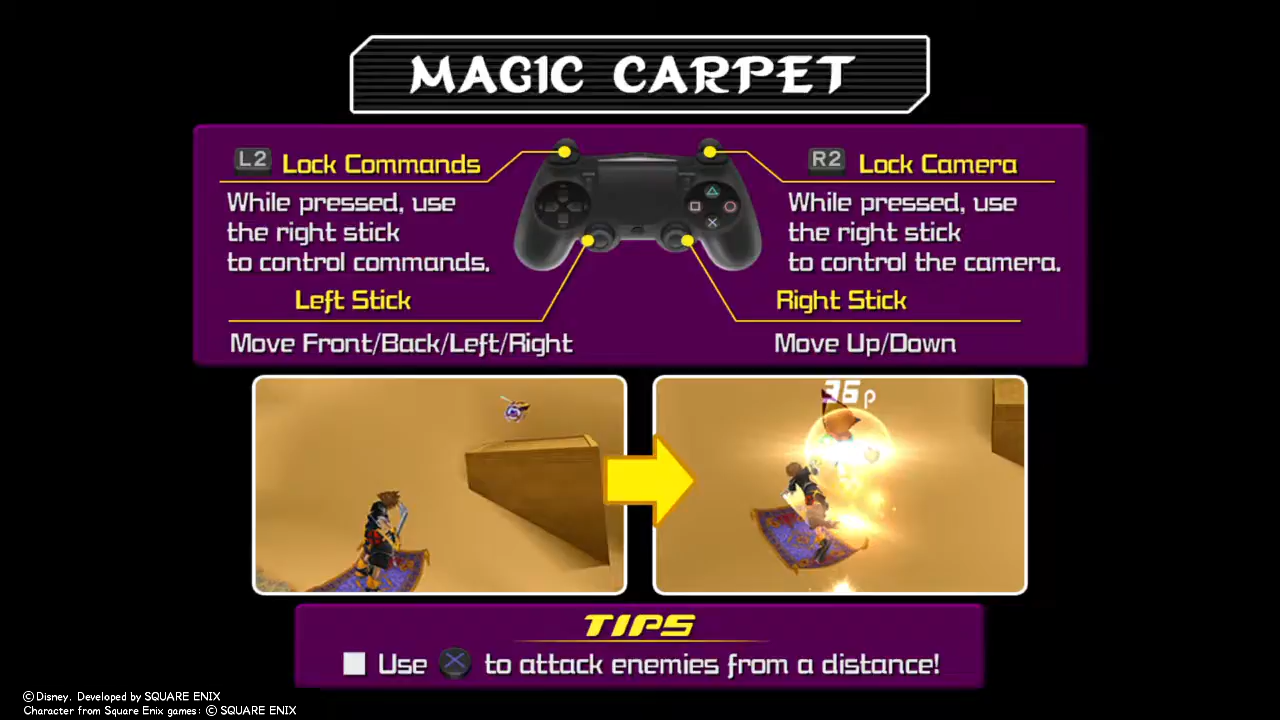 MAGIC CARPET
L2 Lock Commands
While pressed, use
the right stick
to control commands.
Left Stick
Move Front/Back/Left/Right
R2 Lock Camera
While pressed, use
the right stick
to control the camera.
Right Stick
Move Up/Down
36p
TIPS
Use to attack enemies from a distance!
©Disney. Developed by SQUARE ENIX
Character from Square Enix games: © SQUARE ENIX